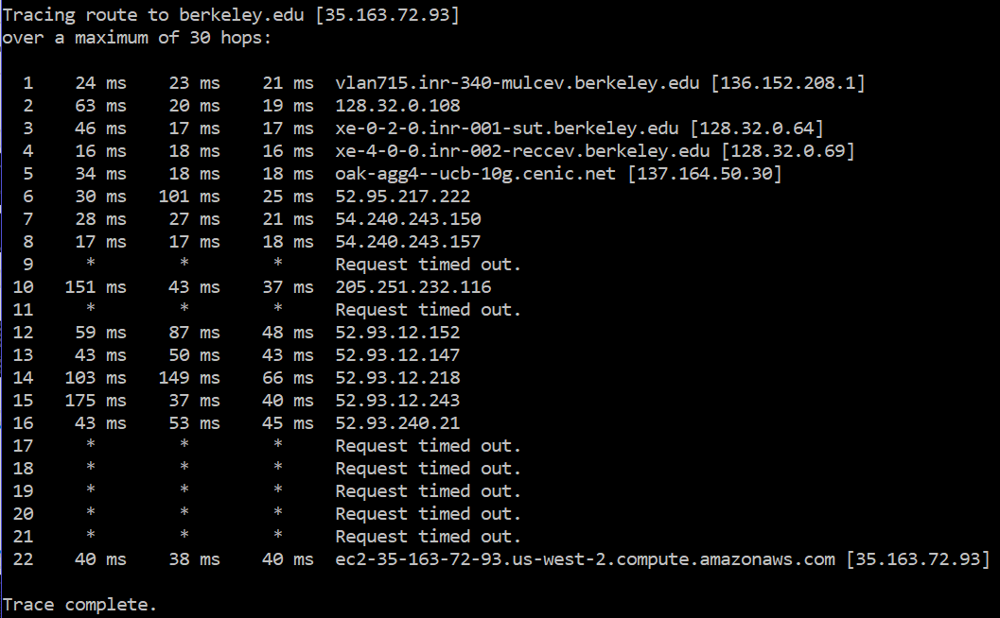 Tracing route to berkeley.edu [35.163.72.93]
over a maximum of 30 hops:
1 24 ms 23 ms 21 ms vlan715.inr-340-mulcev.berkeley.edu [136.152.208.1]
2 63 ms 20 ms 19 ms 128.32.0.108
3 46 ms 17 ms 17 ms xe-0-2-0.inr-001-sut.berkeley.edu [128.32.0.64]
4 16 ms 18 ms 16 ms xe-4-0-0.inr-002-reccev.berkeley.edu [128.32.0.69]
5 34 ms 18 ms 18 ms oak-agg4--ucb-10g.cenic.net [137.164.50.30]
6 30 ms 101 ms 25 ms 52.95.217.222
7 28 ms 27 ms 21 ms 54.240.243.150
8 17 ms 17 ms 18 ms 54.240.243.157
9 * * * Request timed out.
10 151 ms 43 ms 37 ms 205.251.232.116
11 * * * Request timed out.
12 59 ms 87 ms 48 ms 52.93.12.152
13 43 ms 50 ms 43 ms 52.93.12.147
14 103 ms 149 ms 66 ms 52.93.12.218
15 175 ms 37 ms 40 ms 52.93.12.243
16 43 ms 53 ms 45 ms 52.93.240.21
17 * * * Request timed out.
18 * * * Request timed out.
19 * * * Request timed out.
20 * * * Request timed out.
21 * * * Request timed out.
22 40 ms 38 ms 40 ms ec2-35-163-72-93.us-west-2.compute.amazonaws.com [35.163.72.93]
Trace complete.